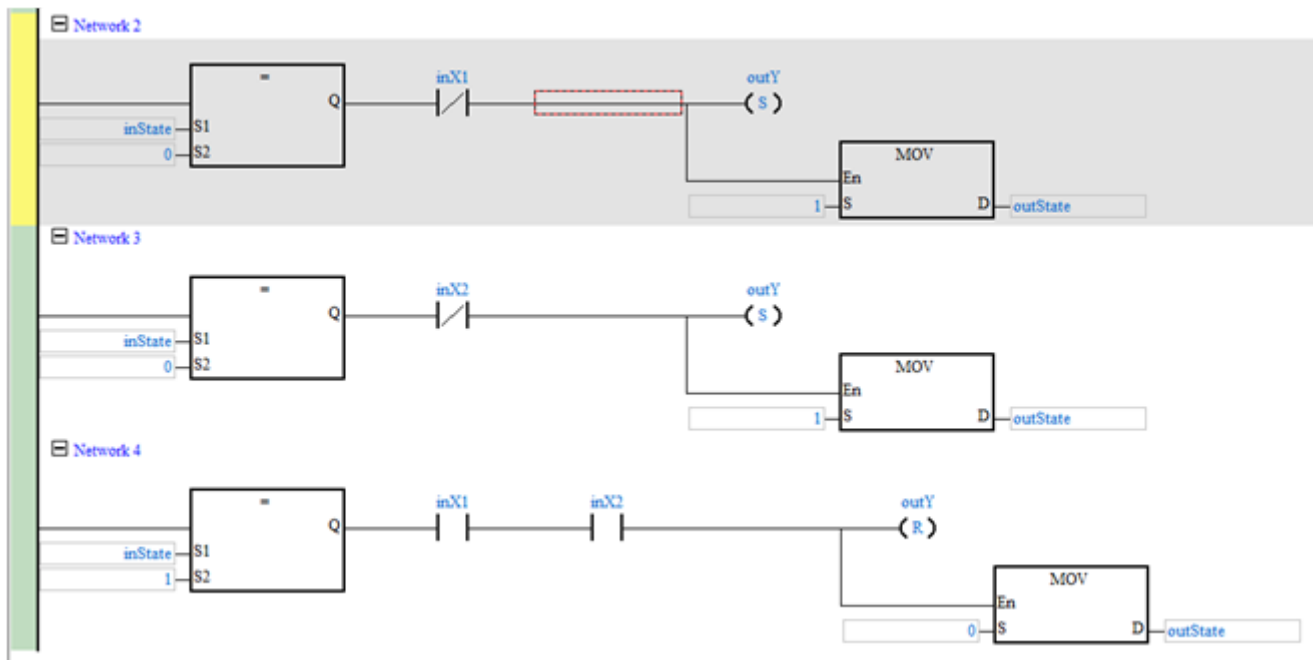 Network 2
=
inX1
outY
Q
S
inState
S1
0
S2
MOV
En
1
S
D
outState
Network 3
=
inX2
outY
Q
S
inState
S1
0
S2
MOV
En
1
S
D
outState
Network 4
=
inX1
inX2
outY
Q
R
inState
S1
1
S2
MOV
En
0
S
D
outState